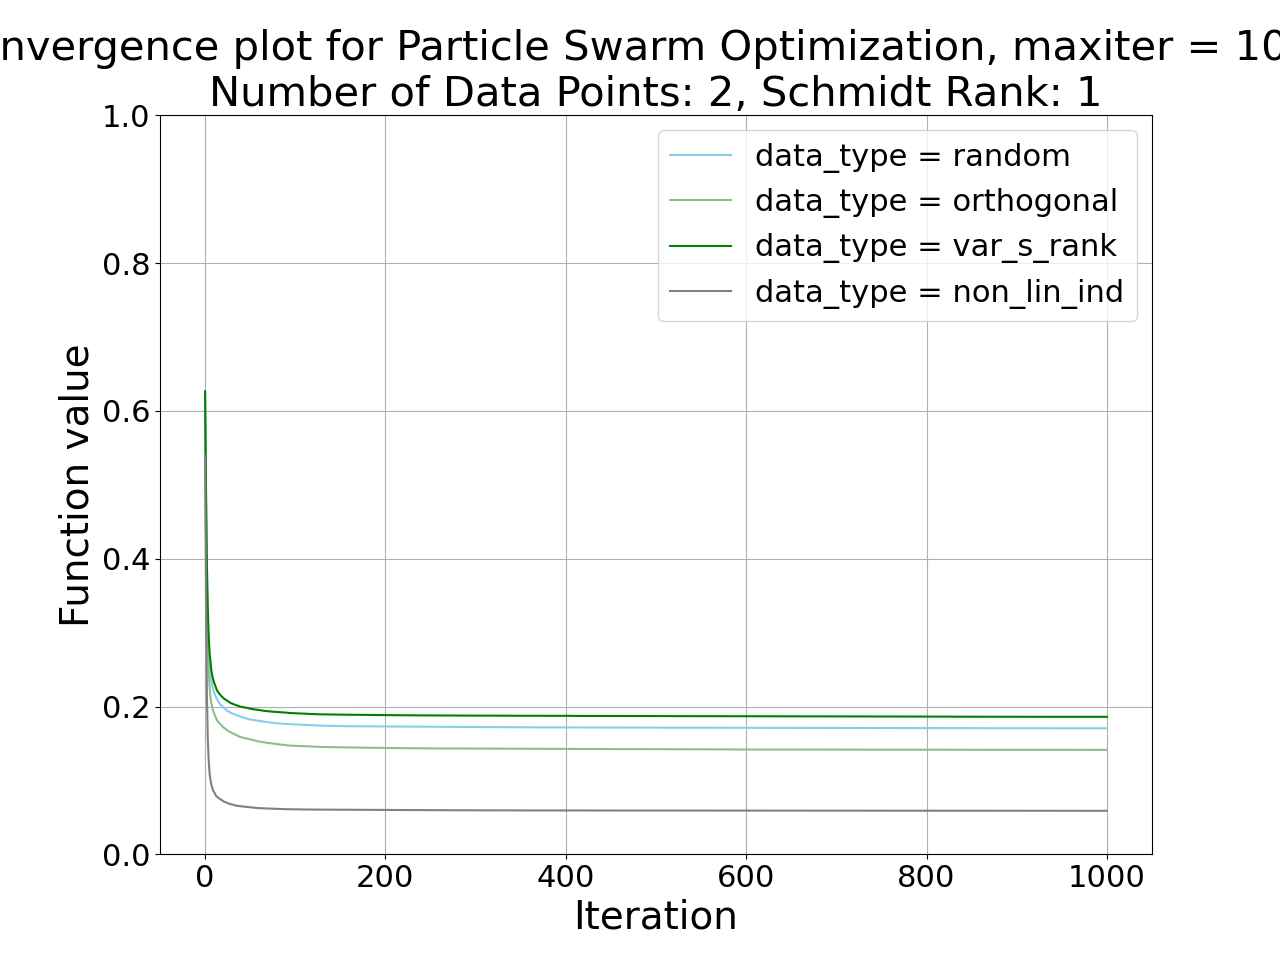 nvergence plot for Particle Swarm Optimization, maxiter = 10
Number of Data Points: 2, Schmidt Rank: 1
1.0
0.8
0.6
0.4
0.2
0.0
Function value
data_type = random
data_type = orthogonal
data_type = var_s_rank
data_type = non_lin_ind
0 200 400 600 800 1000
Iteration